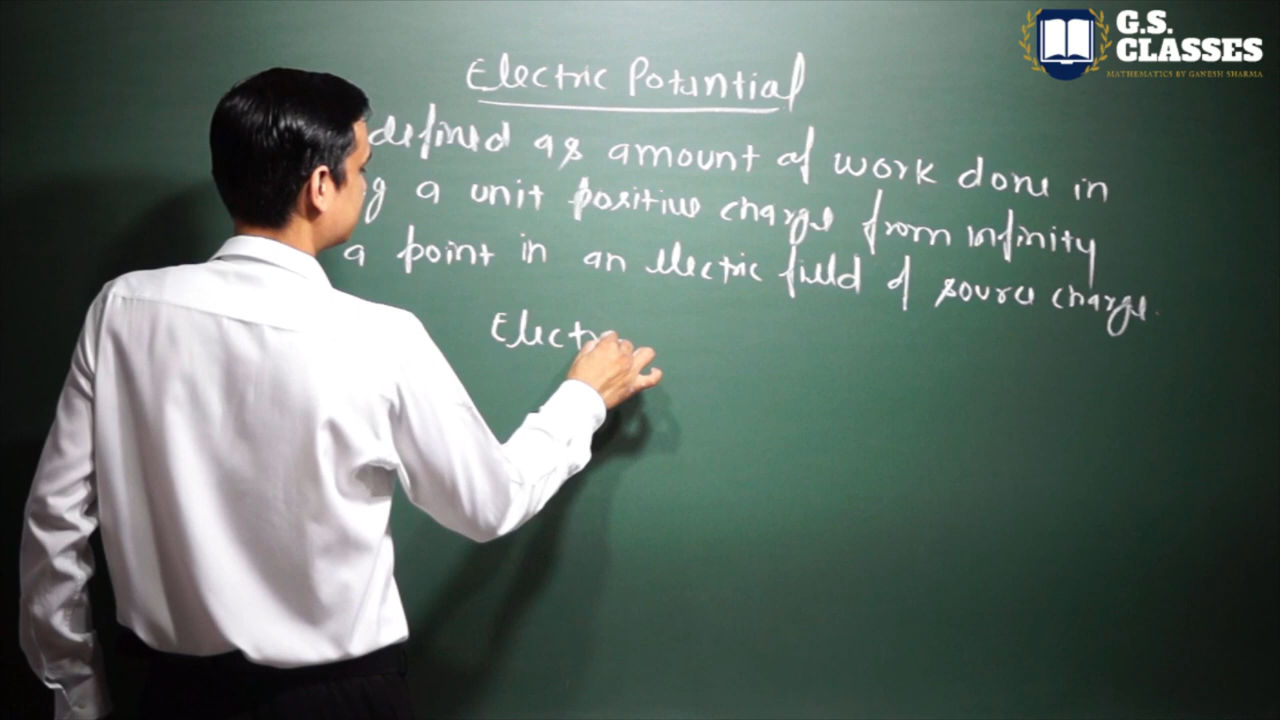 G.S.
CLASSES
MATHEMATICS BY GANESH SHARMA
Electric Potential
defined as amount of work done in
g a unit positive charge from infinity
a point in an electric field of source charge.
Elect